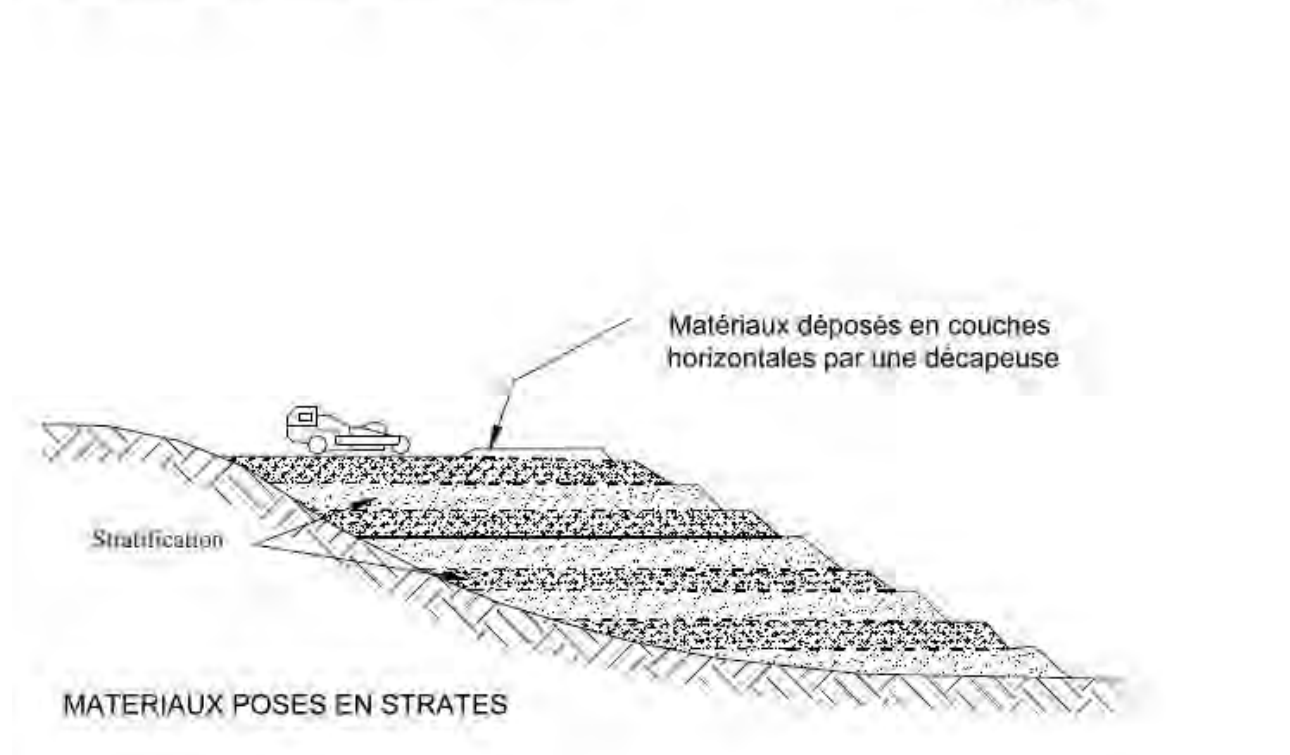 Matériaux déposés en couches
horizontales par une décapeuse
Stratification
MATERIAUX POSES EN STRATES